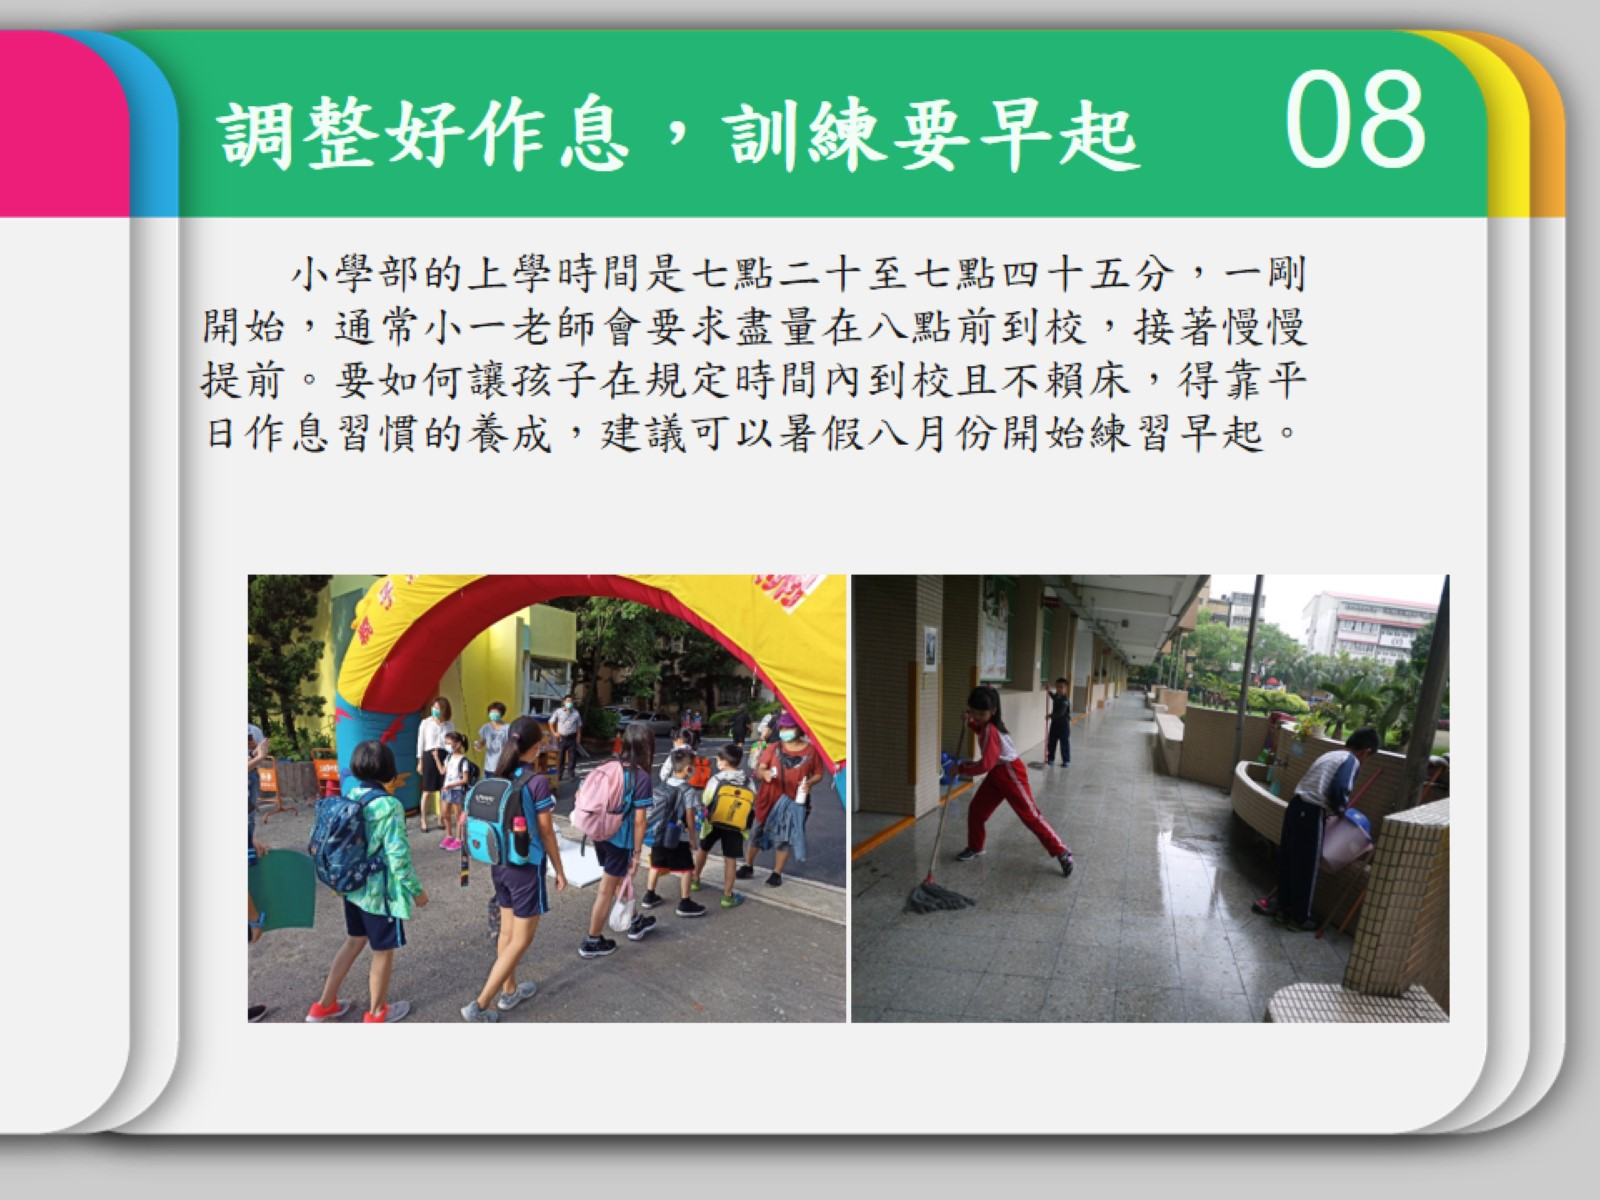 調整好作息，訓練要早起
08
小學部的上學時間是七點二十至七點四十五分，一剛
開始，通常小一老師會要求盡量在八點前到校，接著慢慢
提前。要如何讓孩子在規定時間內到校且不賴床，得靠平
日作息習慣的養成，建議可以暑假八月份開始練習早起。